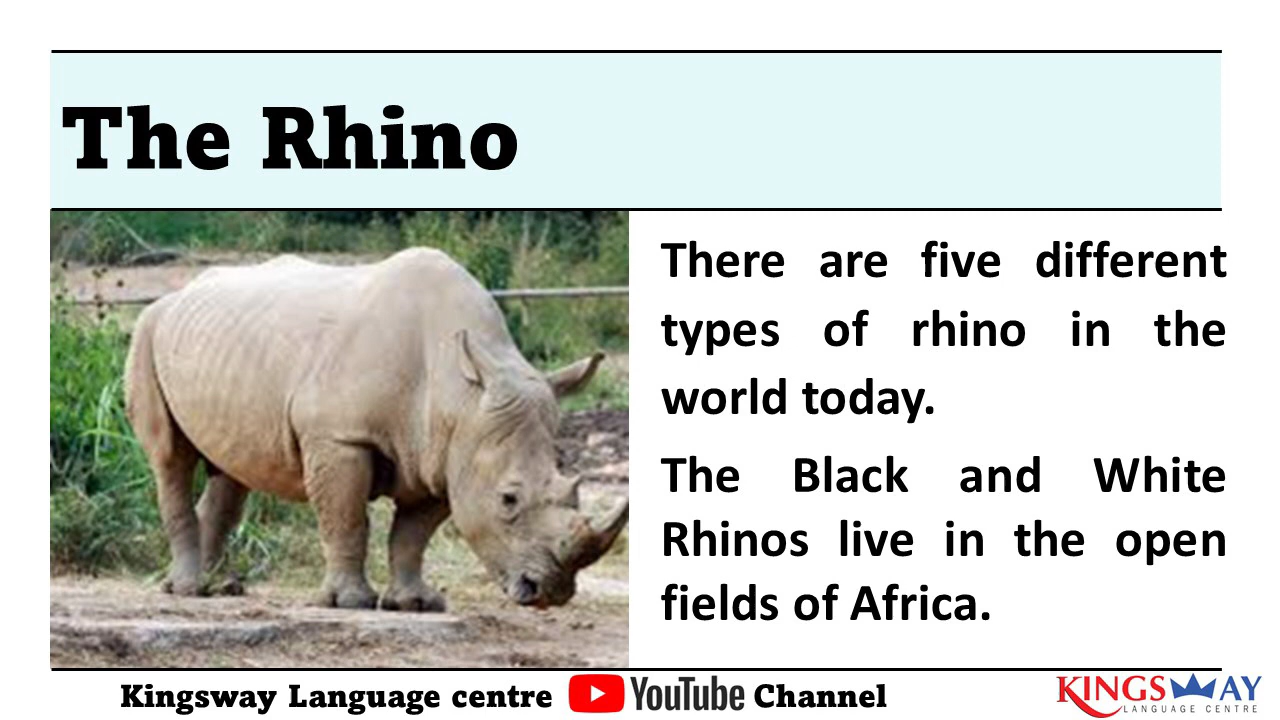 The Rhino
There are five different
types of rhino in the
world today.
The Black and White
Rhinos live in the open
fields of Africa.
Kingsway Language centre YouTube Channel
KINGSWAY
LANGUAGE CENTRE